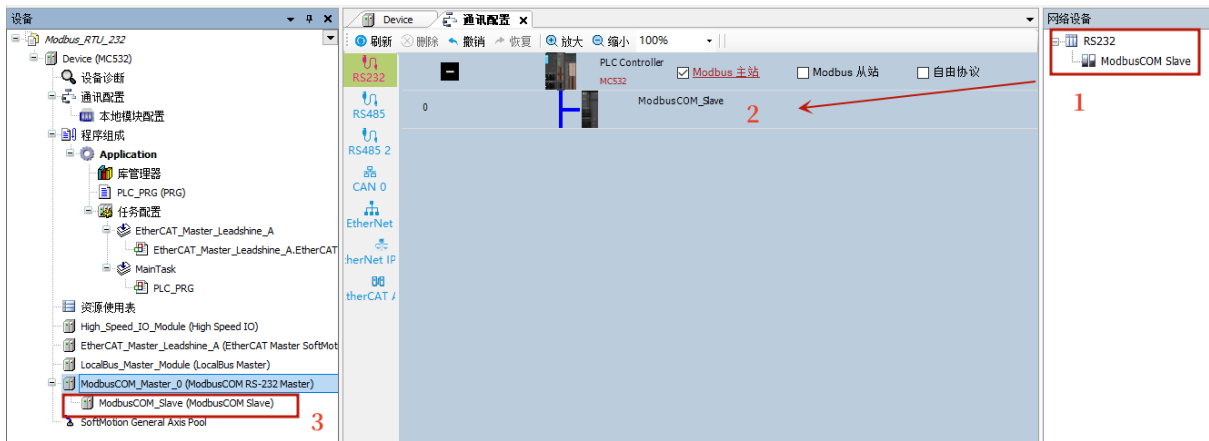 设备
Modbus_RTU_232
Device (MC532)
设备诊断
通讯配置
本地模块配置
程序组成
Application
库管理器
PLC_PRG (PRG)
任务配置
EtherCAT_Master_Leadshine_A
EtherCAT_Master_Leadshine_A.EtherCAT
MainTask
PLC_PRG
资源使用表
High_Speed_IO_Module (High Speed IO)
EtherCAT_Master_Leadshine_A (EtherCAT Master SoftMot
LocalBus_Master_Module (LocalBus Master)
ModbusCOM_Master_0 (ModbusCOM RS-232 Master)
ModbusCOM_Slave (ModbusCOM Slave)
3
SoftMotion General Axis Pool
Device 通讯配置
刷新 删除 撤消 恢复 放大 缩小 100%
RS232
RS485
RS485 2
CAN 0
EtherNet
herNet IP
therCAT A
PLC Controller
MC532
Modbus 主站 Modbus 从站 自由协议
0 ModbusCOM_Slave
2
网络设备
RS232
ModbusCOM Slave
1